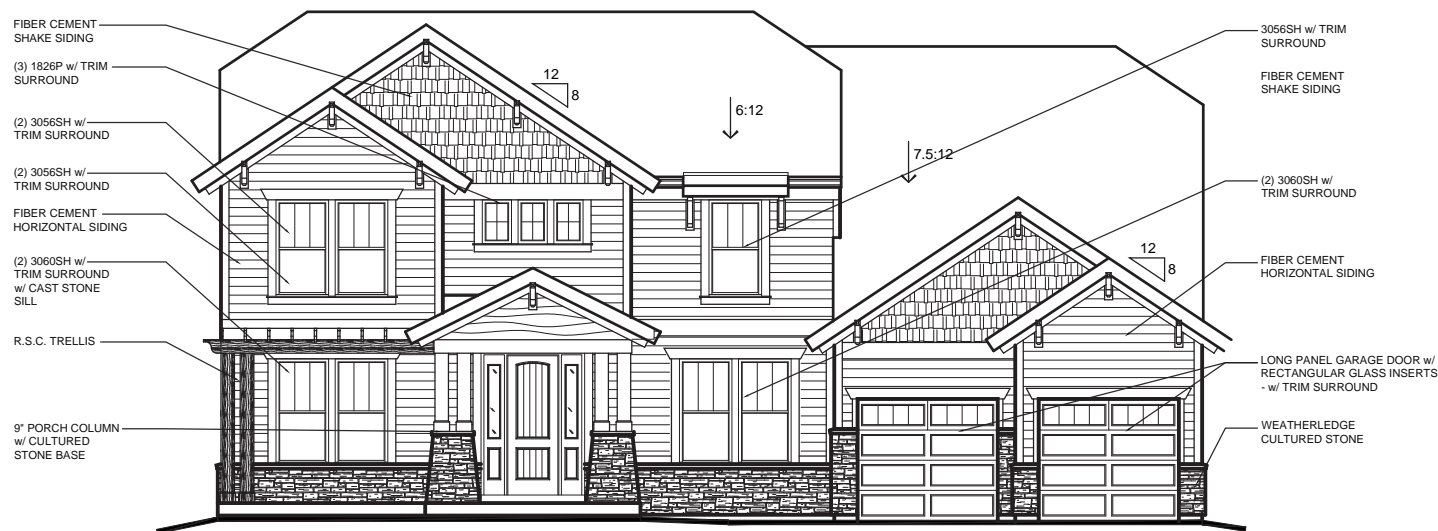 FIBER CEMENT
SHAKE SIDING
(3) 1826P w/ TRIM
SURROUND
(2) 3056SH w/
TRIM SURROUND
(2) 3056SH w/
TRIM SURROUND
FIBER CEMENT
HORIZONTAL SIDING
(2) 3060SH w/
TRIM SURROUND
w/ CAST STONE
SILL
R.S.C. TRELLIS
9" PORCH COLUMN
w/ CULTURED
STONE BASE
12
8
6:12
7.5:12
12
8
3056SH w/ TRIM
SURROUND
FIBER CEMENT
SHAKE SIDING
(2) 3060SH w/
TRIM SURROUND
FIBER CEMENT
HORIZONTAL SIDING
LONG PANEL GARAGE DOOR w/
RECTANGULAR GLASS INSERTS
- w/ TRIM SURROUND
WEATHERLEDGE
CULTURED STONE